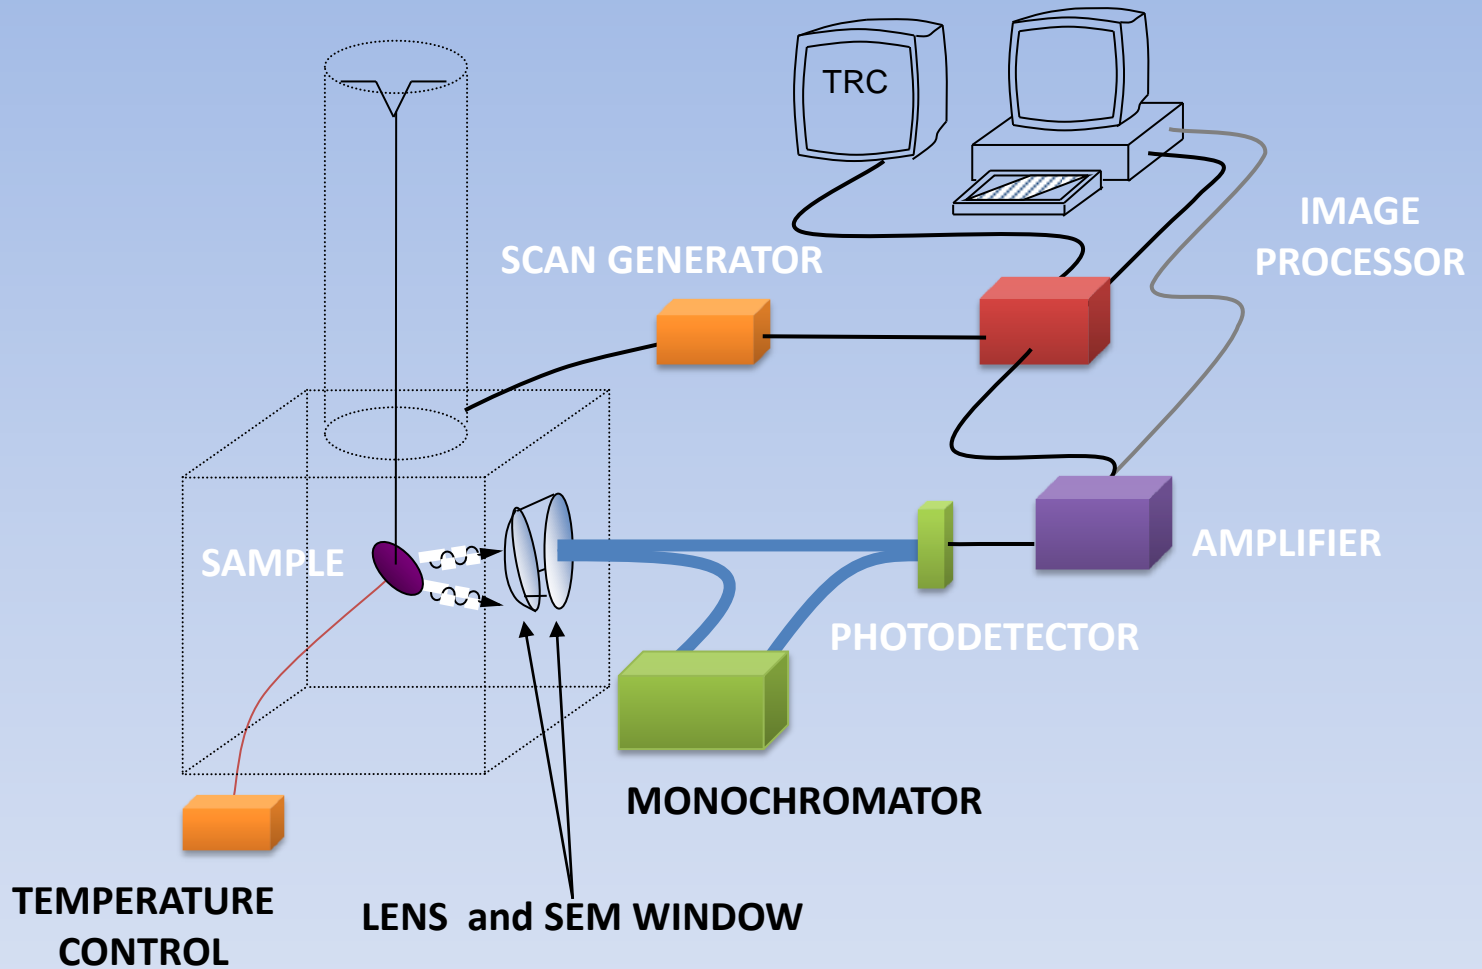 TRC
IMAGE
PROCESSOR
SCAN GENERATOR
SAMPLE
AMPLIFIER
PHOTODETECTOR
MONOCHROMATOR
TEMPERATURE
CONTROL
LENS  and SEM WINDOW